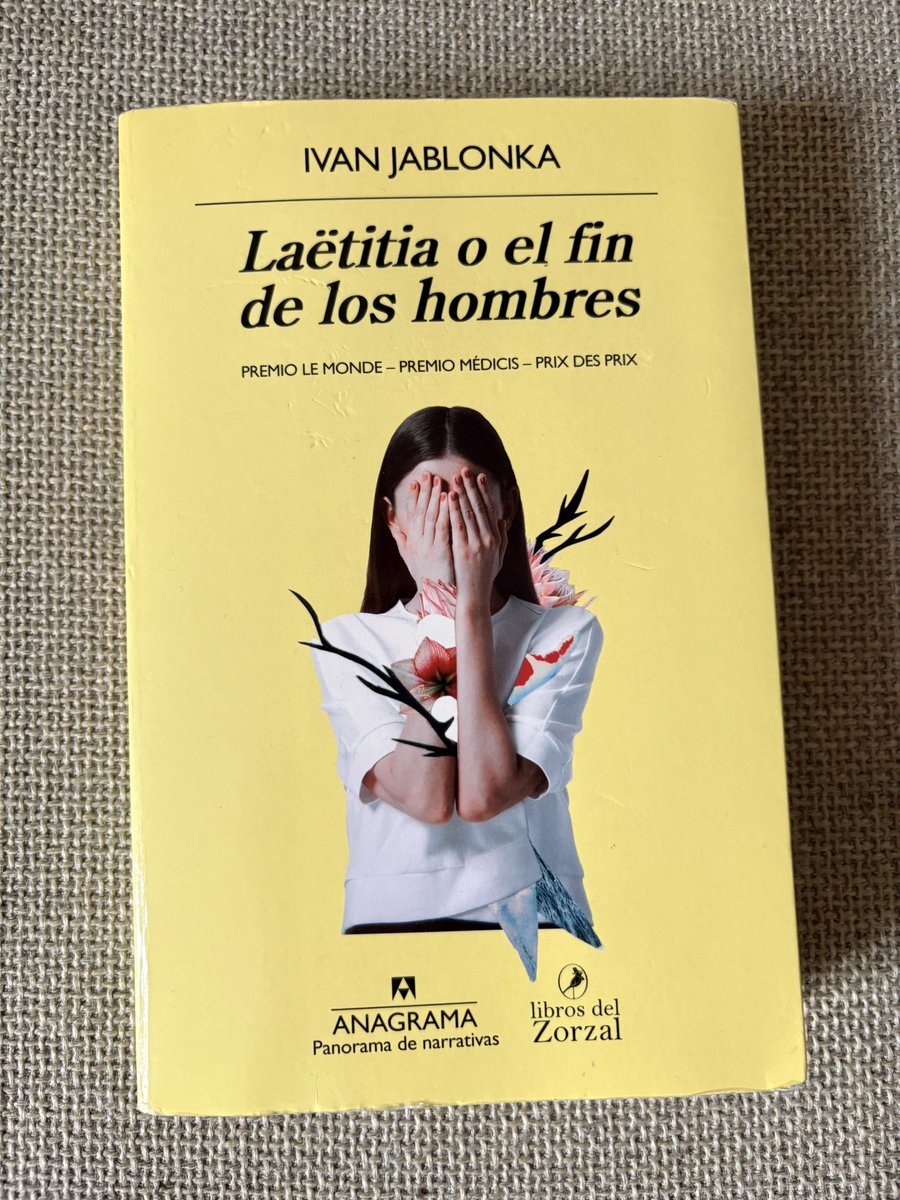 IVAN JABLONKA
Laëtitia o el fin
de los hombres
PREMIO LE MONDE – PREMIO MÉDICIS – PRIX DES PRIX
ANAGRAMA
Panorama de narrativas
libros del
Zorzal